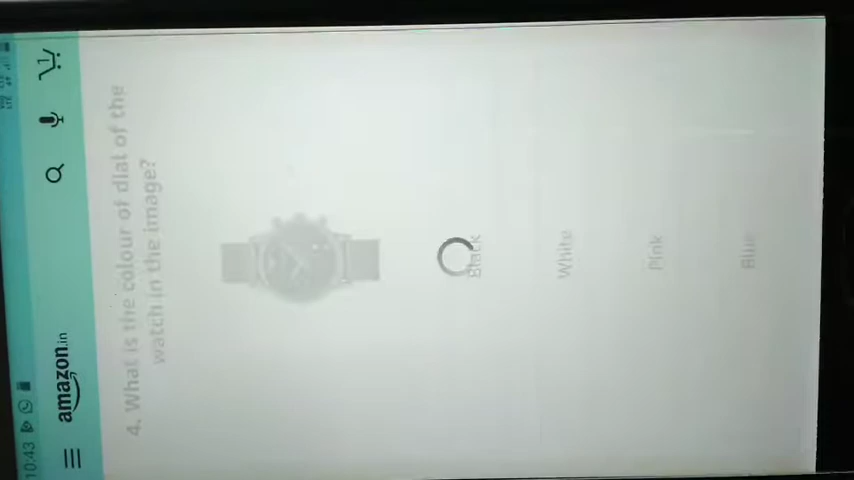 10:43
amazon.in
1
4. What is the colour of dial of the
watch in the image?
Black
White
Pink
Blue